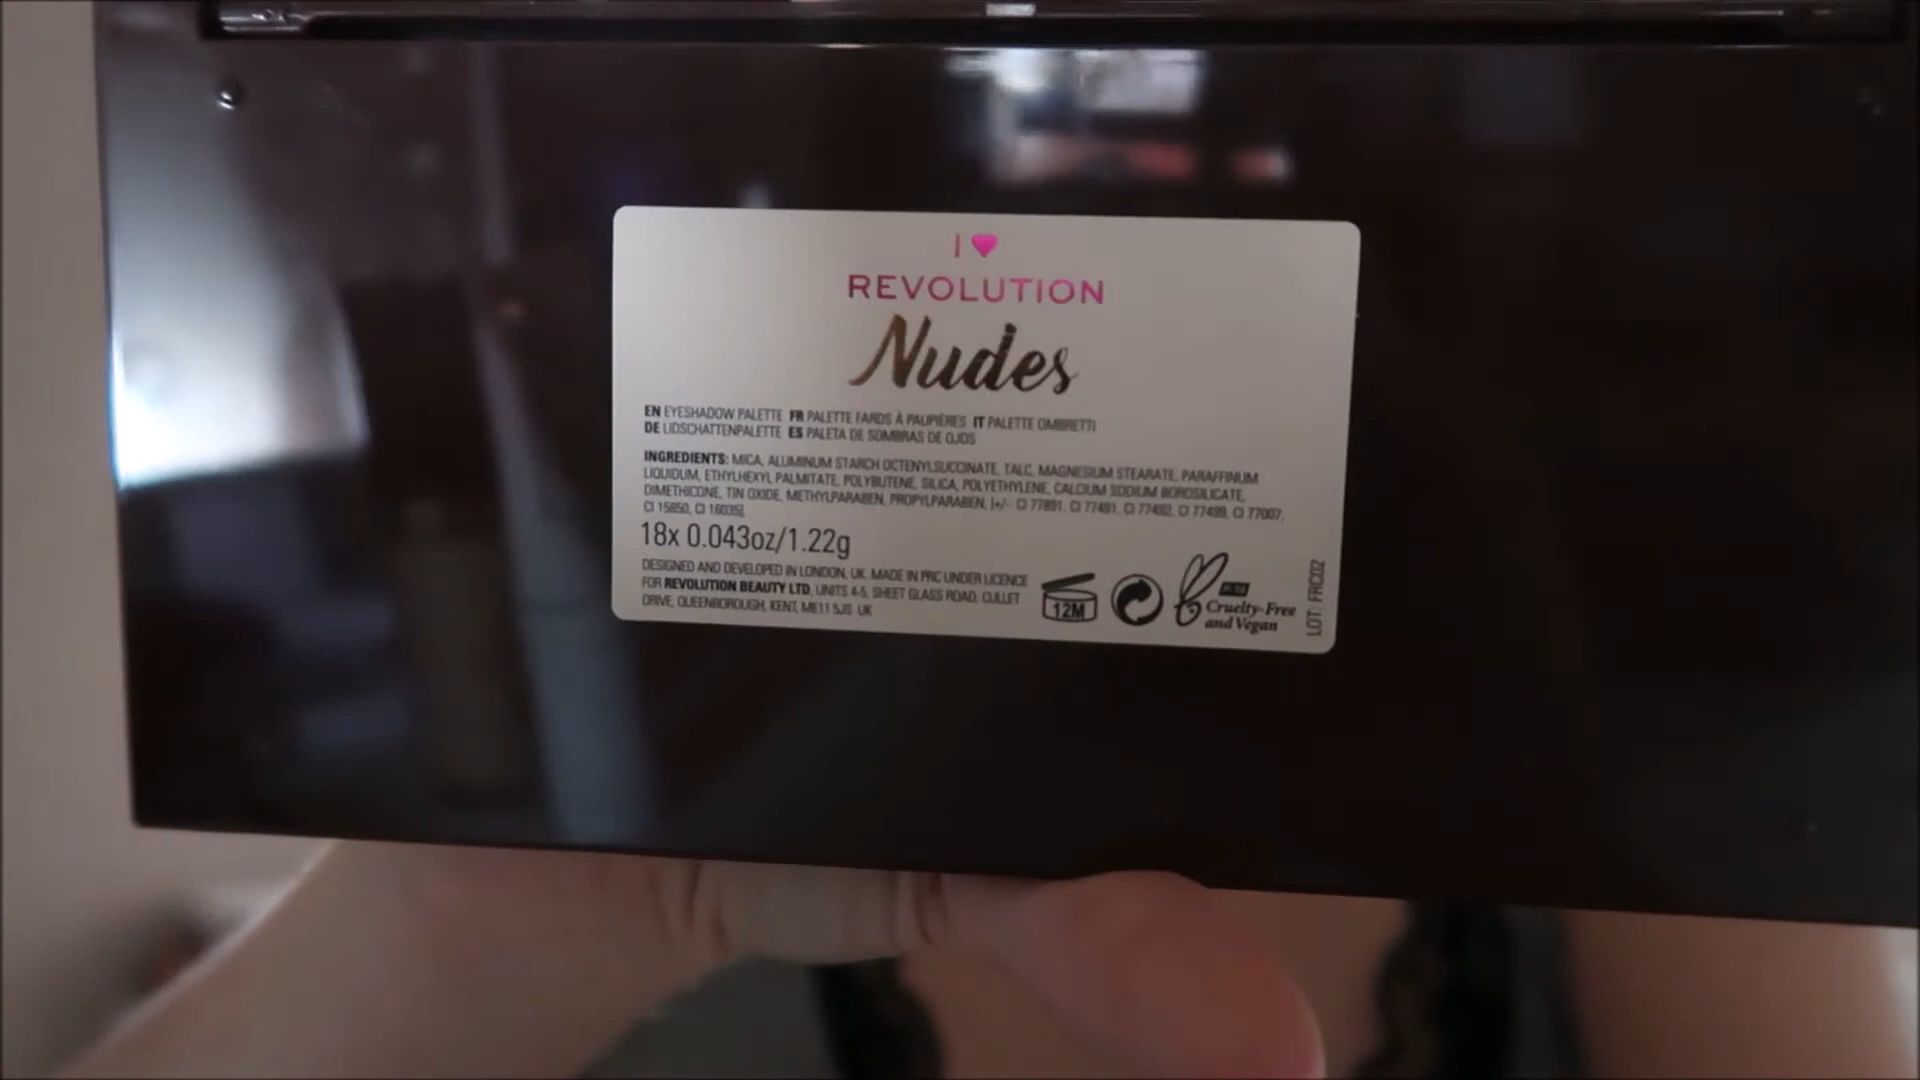 I ♥
REVOLUTION
Nudes
EN EYESHADOW PALETTE FR PALETTE FARDS À PAUPIÈRES IT PALETTE OMBRETTI
DE LIDSCHATTENPALETTE ES PALETA DE SOMBRAS DE OJOS
INGREDIENTS: MICA, ALUMINUM STARCH OCTENYLSUCCINATE, TALC, MAGNESIUM STEARATE, PARAFFINUM
LIQUIDUM, ETHYLHEXYL PALMITATE, POLYBUTENE, SILICA, POLYETHYLENE, CALCIUM SODIUM BOROSILICATE,
DIMETHICONE, TIN OXIDE, METHYLPARABEN, PROPYLPARABEN, [+/- CI 77891, CI 77491, CI 77492, CI 77499, CI 77007,
CI 15850, CI 16035]
18x 0.043oz/1.22g
DESIGNED AND DEVELOPED IN LONDON, UK. MADE IN PRC UNDER LICENCE
FOR REVOLUTION BEAUTY LTD, UNITS 4-5, SHEET GLASS ROAD, CULLET
DRIVE, QUEENBOROUGH, KENT, ME11 5JS UK
12M
Cruelty-Free
and Vegan
LOT: FRC02